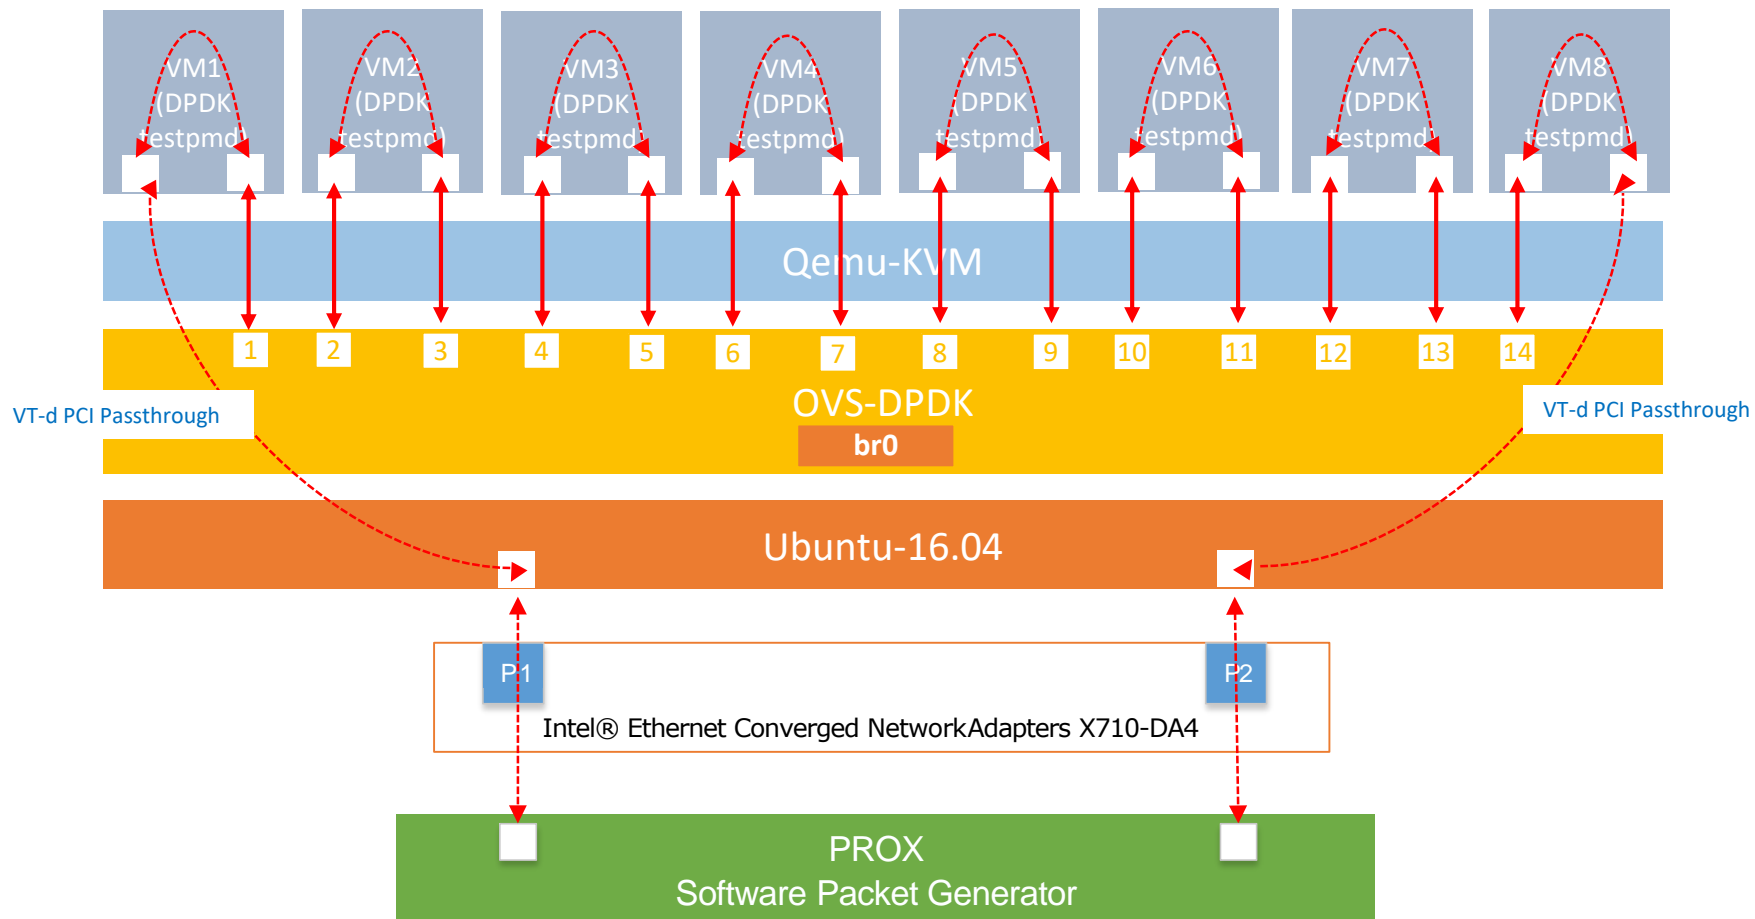 VM1
(DPDK
testpmd)
VM2
(DPDK
testpmd)
VM3
(DPDK
testpmd)
VM4
(DPDK
testpmd)
VM5
(DPDK
testpmd)
VM6
(DPDK
testpmd)
VM7
(DPDK
testpmd)
VM8
(DPDK
testpmd)
Qemu-KVM
1 2 3 4 5 6 7 8 9 10 11 12 13 14
OVS-DPDK
VT-d PCI Passthrough
VT-d PCI Passthrough
br0
Ubuntu-16.04
P1
P2
Intel® Ethernet Converged NetworkAdapters X710-DA4
PROX
Software Packet Generator